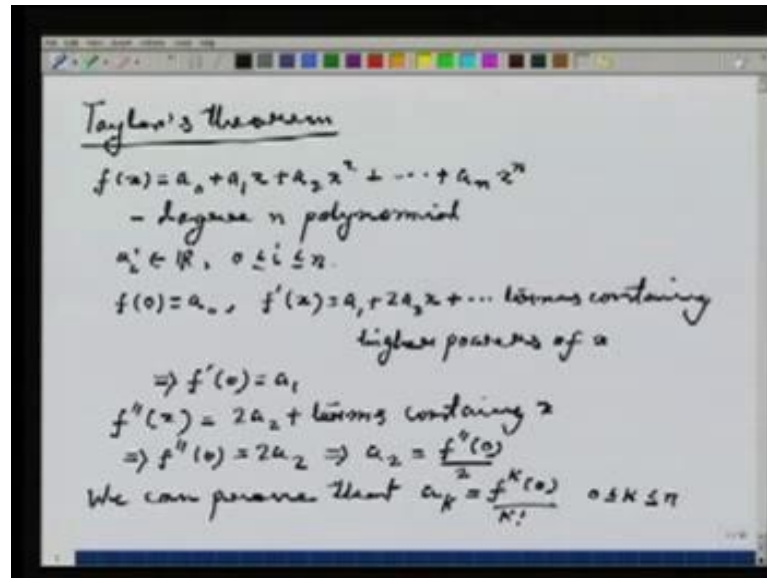 Taylor's theorem
f(x) = a₀ + a₁x + a₂x² + ... + aₙxⁿ
- degree n polynomial
aᵢ ∈ ℝ, 0 ≤ i ≤ n.
f(0) = a₀, f'(x) = a₁ + 2a₂x + ... terms containing
higher powers of x
⇒ f'(0) = a₁
f''(x) = 2a₂ + terms containg x
⇒ f''(0) = 2a₂ ⇒ a₂ = f''(0)/2
We can prove that aₖ = fᴷ(0)/K! 0 ≤ K ≤ n